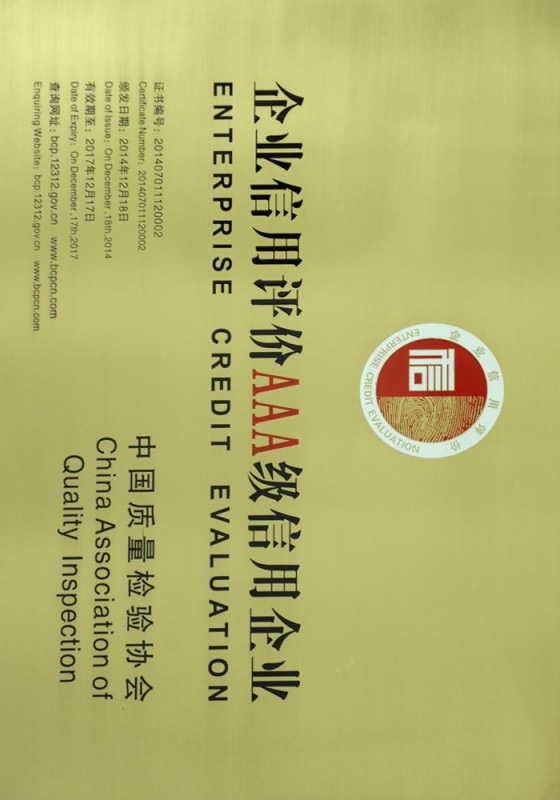 企业信用评价
ENTERPRISE CREDIT EVALUATION
信
企业信用评价AAA级信用企业
ENTERPRISE CREDIT EVALUATION
证书编号：201407011120002
Certificate Number：201407011120002
颁发日期：2014年12月18日
Date of Issue：On December ,18th,2014
有效期至：2017年12月17日
Date of Expiry：On December ,17th,2017
查询网址：bcp.12312.gov.cn www.bcpcn.com
Enquiring Website：bcp.12312.gov.cn www.bcpcn.com
中国质量检验协会
China Association of
Quality Inspection